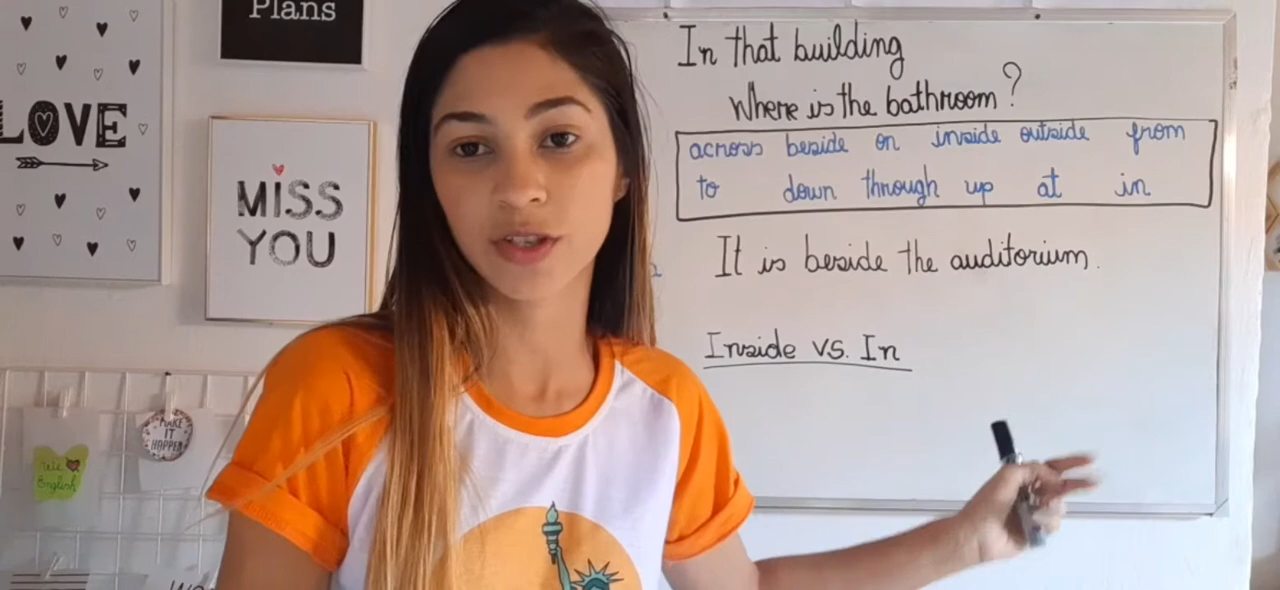 Plans
LOVE
MISS
YOU
MAKE
IT
HAPPEN
English
In that building
Where is the bathroom?
across beside on inside outside from
to down through up at in
It is beside the auditorium.
Inside vs. In